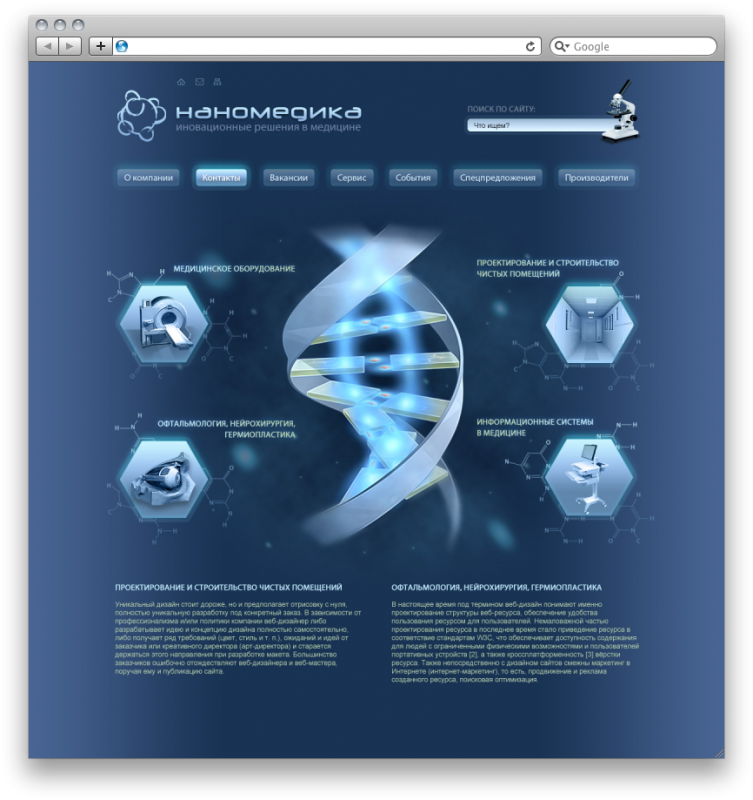 Google
наномедика
иновационные решения в медицине
ПОИСК ПО САЙТУ:
Что ищем?
О компании
Контакты
Вакансии
Сервис
События
Спецпредложения
Производители
МЕДИЦИНСКОЕ ОБОРУДОВАНИЕ
ПРОЕКТИРОВАНИЕ И СТРОИТЕЛЬСТВО
ЧИСТЫХ ПОМЕЩЕНИЙ
ОФТАЛЬМОЛОГИЯ, НЕЙРОХИРУРГИЯ,
ГЕРМИОПЛАСТИКА
ИНФОРМАЦИОННЫЕ СИСТЕМЫ
В МЕДИЦИНЕ
ПРОЕКТИРОВАНИЕ И СТРОИТЕЛЬСТВО ЧИСТЫХ ПОМЕЩЕНИЙ
Уникальный дизайн стоит дороже, но и предполагает отрисовку с нуля,
полностью уникальную разработку под конкретный заказ. В зависимости от
профессионализма и/или политики компании веб-дизайнер либо
разрабатывает идею и концепцию дизайна полностью самостоятельно,
либо получает ряд требований (цвет, стиль и т. п.), ожиданий и идей от
заказчика или креативного директора (арт-директора) и старается
держаться этого направления при разработке макета. Большинство
заказчиков ошибочно отождествляют веб-дизайнера и веб-мастера,
поручая ему и публикацию сайта.
ОФТАЛЬМОЛОГИЯ, НЕЙРОХИРУРГИЯ, ГЕРМИОПЛАСТИКА
В настоящее время под термином веб-дизайн понимают именно
проектирование структуры веб-ресурса, обеспечение удобства
пользования ресурсом для пользователей. Немаловажной частью
проектирования ресурса в последнее время стало приведение ресурса в
соответствие стандартам W3C, что обеспечивает доступность содержания
для людей с ограниченными физическими возможностями и пользователей
портативных устройств [2], а также кроссплатформенность [3] вёрстки
ресурса. Также непосредственно с дизайном сайтов смежны маркетинг в
Интернете (интернет-маркетинг), то есть, продвижение и реклама
созданного ресурса, поисковая оптимизация.